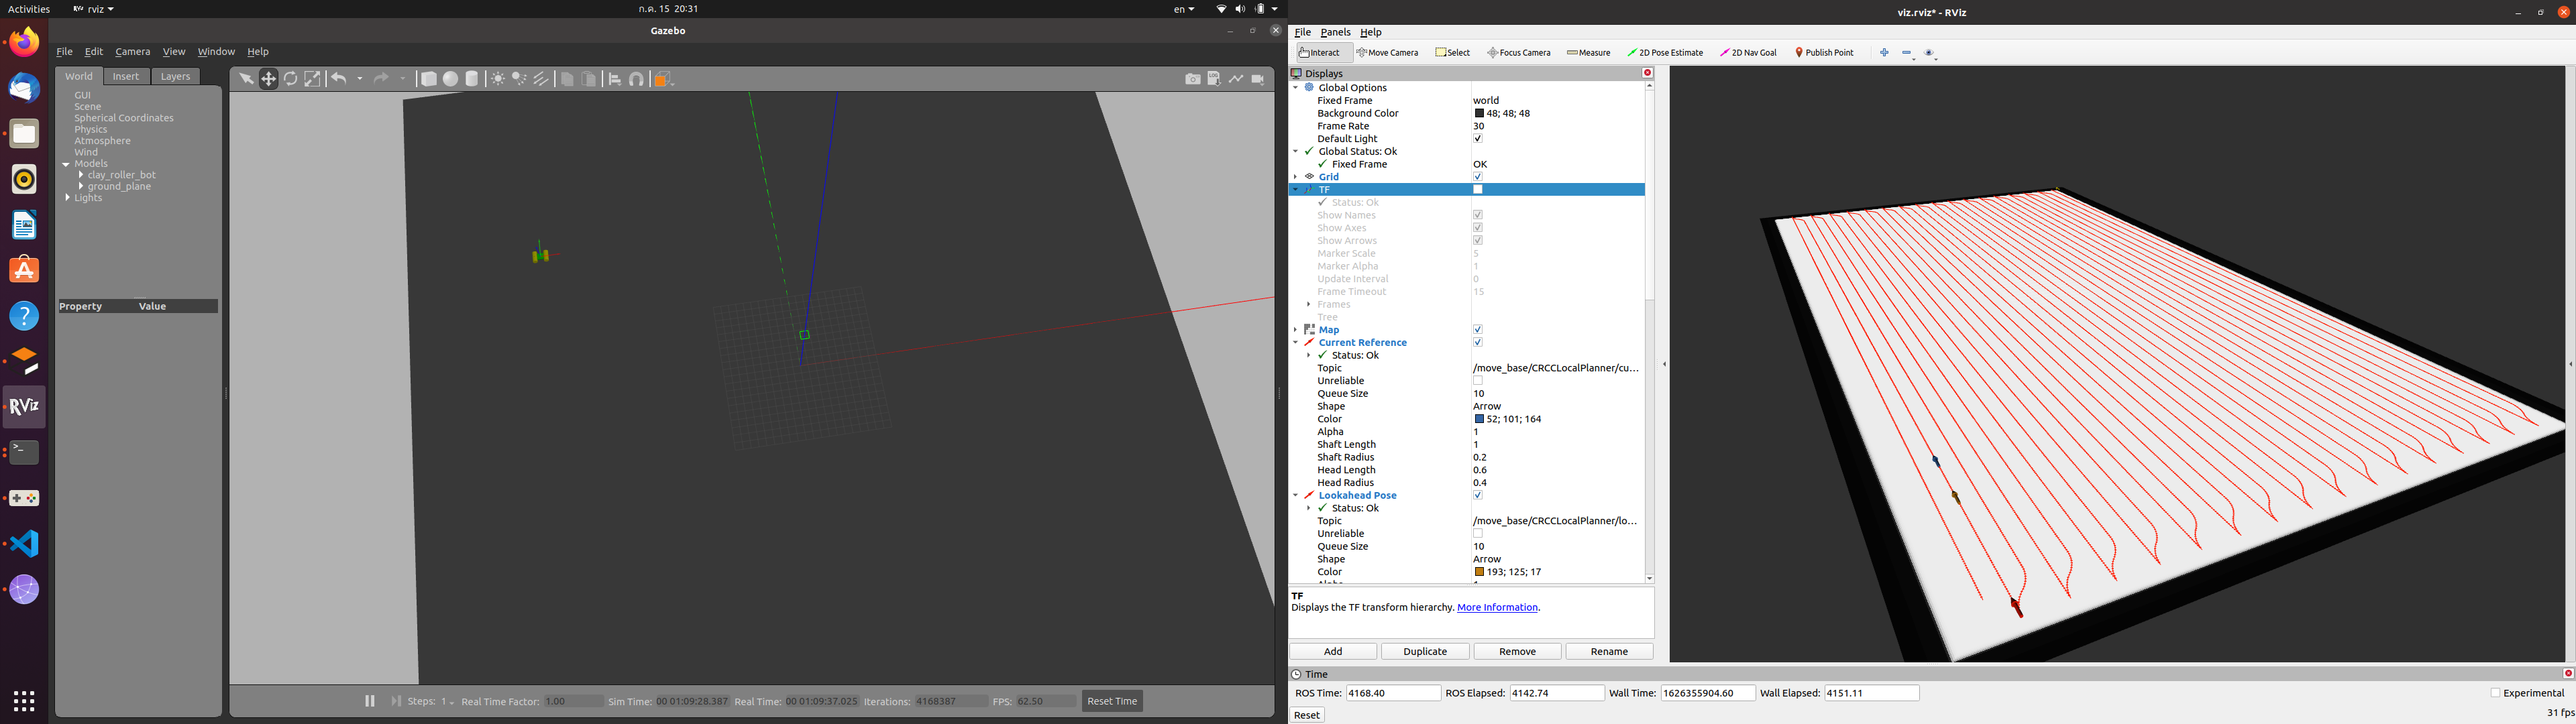 Activities
RViz rviz
ก.ค. 15 20:31
en
Gazebo
File Edit Camera View Window Help
World Insert Layers
GUI
Scene
Spherical Coordinates
Physics
Atmosphere
Wind
Models
clay_roller_bot
ground_plane
Lights
Property Value
RViz
LOG
Steps: 1 Real Time Factor: 1.00 Sim Time: 00 01:09:28.387 Real Time: 00 01:09:37.025 Iterations: 4168387 FPS: 62.50 Reset Time
viz.rviz* - RViz
File Panels Help
Interact Move Camera Select Focus Camera Measure 2D Pose Estimate 2D Nav Goal Publish Point
Displays
Global Options
Fixed Frame world
Background Color 48; 48; 48
Frame Rate 30
Default Light
Global Status: Ok
Fixed Frame OK
Grid
TF
Status: Ok
Show Names
Show Axes
Show Arrows
Marker Scale 5
Marker Alpha 1
Update Interval 0
Frame Timeout 15
Frames
Tree
Map
Current Reference
Status: Ok
Topic /move_base/CRCCLocalPlanner/cu...
Unreliable
Queue Size 10
Shape Arrow
Color 52; 101; 164
Alpha 1
Shaft Length 1
Shaft Radius 0.2
Head Length 0.6
Head Radius 0.4
Lookahead Pose
Status: Ok
Topic /move_base/CRCCLocalPlanner/lo...
Unreliable
Queue Size 10
Shape Arrow
Color 193; 125; 17
TF
Displays the TF transform hierarchy. More Information.
Add Duplicate Remove Rename
Time
ROS Time: 4168.40 ROS Elapsed: 4142.74 Wall Time: 1626355904.60 Wall Elapsed: 4151.11 Experimental
Reset 31 fps